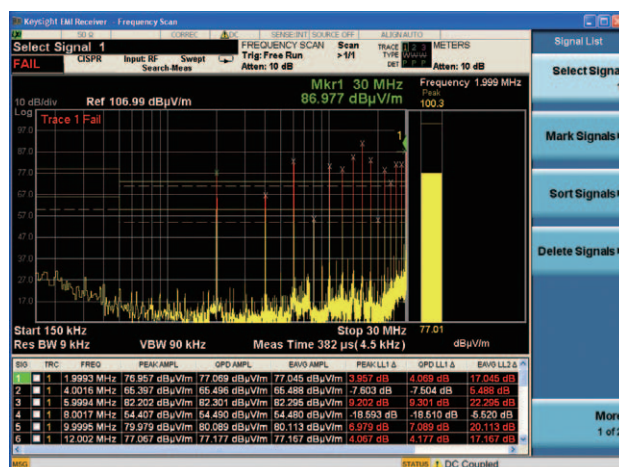 Keysight EMI Receiver - Frequency Scan
50 Ω CORREC DC SENSE:INT SOURCE OFF ALIGN AUTO
Select Signal 1
FREQUENCY SCAN Scan TRACE 1 2 3 METERS
FAIL CISPR Input: RF Swept Trig: Free Run >1/1 TYPE
Search-Meas Atten: 10 dB DET P P P Atten: 10 dB
Mkr1 30 MHz Frequency 1.999 MHz
10 dB/div Ref 106.99 dBµV/m 86.977 dBµV/m Peak
Log 100.3
Trace 1 Fail
1
97.0
87.0
77.0
67.0
57.0
47.0
37.0
27.0
17.0
Start 150 kHz Stop 30 MHz 77.01
Res BW 9 kHz VBW 90 kHz Meas Time 382 µs(4.5 kHz) dBµV/m
SIG TRC FREQ PEAK AMPL QPD AMPL EAVG AMPL PEAK LL1 Δ QPD LL1 Δ EAVG LL2 Δ
1 1 1.9993 MHz 76.957 dBµV/m 77.069 dBµV/m 77.045 dBµV/m 3.957 dB 4.069 dB 17.045 dB
2 1 4.0016 MHz 65.397 dBµV/m 65.496 dBµV/m 65.488 dBµV/m -7.603 dB -7.504 dB 5.488 dB
3 1 5.9994 MHz 82.202 dBµV/m 82.301 dBµV/m 82.295 dBµV/m 9.202 dB 9.301 dB 22.295 dB
4 1 8.0017 MHz 54.407 dBµV/m 54.490 dBµV/m 54.480 dBµV/m -18.593 dB -18.510 dB -5.520 dB
5 1 9.9995 MHz 79.979 dBµV/m 80.089 dBµV/m 80.113 dBµV/m 6.979 dB 7.089 dB 20.113 dB
6 1 12.002 MHz 77.067 dBµV/m 77.177 dBµV/m 77.167 dBµV/m 4.067 dB 4.177 dB 17.167 dB
MSG STATUS DC Coupled
Signal List
Select Signal
Mark Signals
Sort Signals
Delete Signals
More
1 of 2